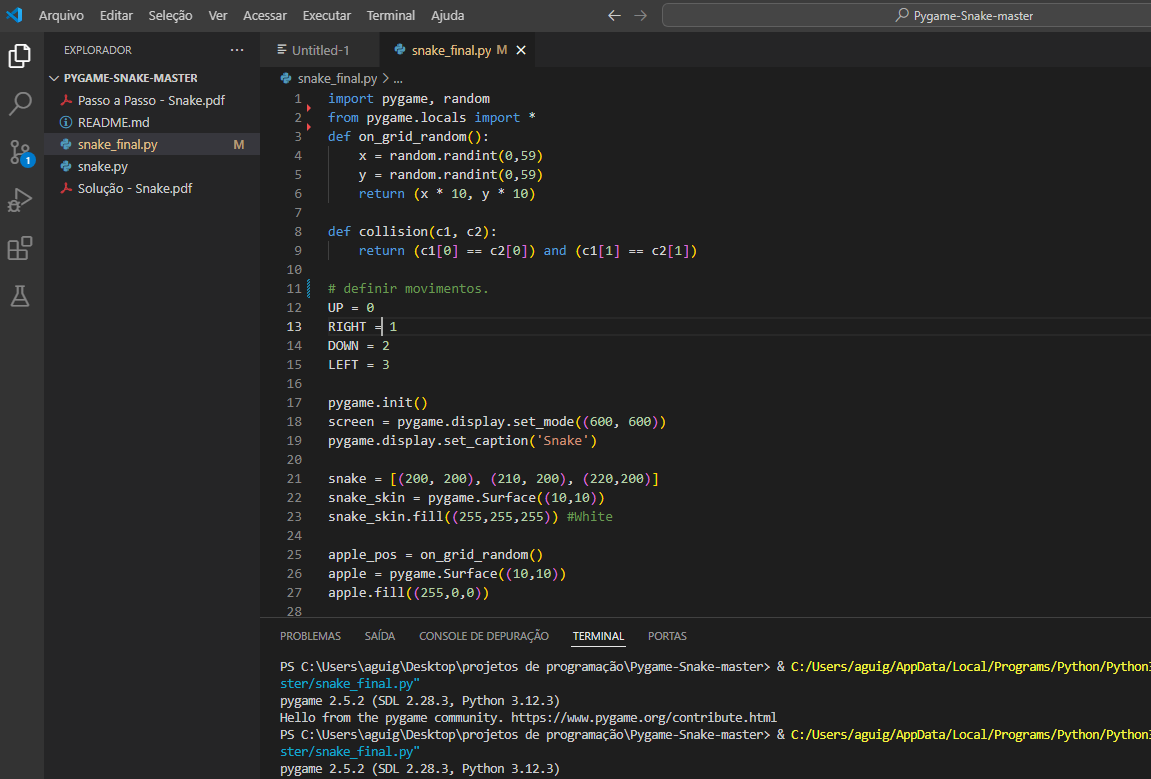 Arquivo Editar Seleção Ver Acessar Executar Terminal Ajuda
Pygame-Snake-master
EXPLORADOR
PYGAME-SNAKE-MASTER
Passo a Passo - Snake.pdf
README.md
snake_final.py M
snake.py
Solução - Snake.pdf
1
Untitled-1 snake_final.py M
snake_final.py > ...
1 import pygame, random
2 from pygame.locals import *
3 def on_grid_random():
4 x = random.randint(0,59)
5 y = random.randint(0,59)
6 return (x * 10, y * 10)
7
8 def collision(c1, c2):
9 return (c1[0] == c2[0]) and (c1[1] == c2[1])
10
11 # definir movimentos.
12 UP = 0
13 RIGHT = 1
14 DOWN = 2
15 LEFT = 3
16
17 pygame.init()
18 screen = pygame.display.set_mode((600, 600))
19 pygame.display.set_caption('Snake')
20
21 snake = [(200, 200), (210, 200), (220,200)]
22 snake_skin = pygame.Surface((10,10))
23 snake_skin.fill((255,255,255)) #White
24
25 apple_pos = on_grid_random()
26 apple = pygame.Surface((10,10))
27 apple.fill((255,0,0))
28
PROBLEMAS SAÍDA CONSOLE DE DEPURAÇÃO TERMINAL PORTAS
PS C:\Users\aguig\Desktop\projetos de programação\Pygame-Snake-master> & C:/Users/aguig/AppData/Local/Programs/Python/Python3
ster/snake_final.py"
pygame 2.5.2 (SDL 2.28.3, Python 3.12.3)
Hello from the pygame community. https://www.pygame.org/contribute.html
PS C:\Users\aguig\Desktop\projetos de programação\Pygame-Snake-master> & C:/Users/aguig/AppData/Local/Programs/Python/Python3
ster/snake_final.py"
pygame 2.5.2 (SDL 2.28.3, Python 3.12.3)